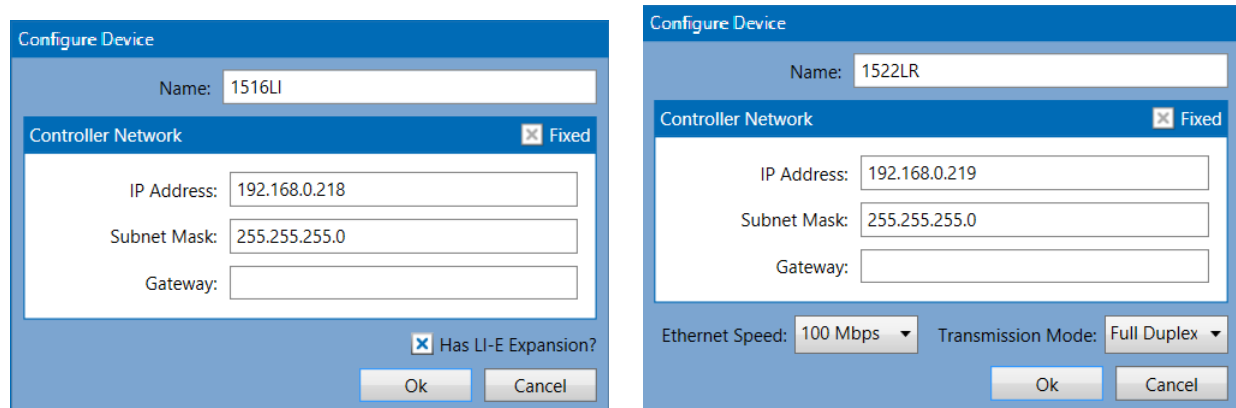 Configure Device
Name: 1516LI
Controller Network Fixed
IP Address: 192.168.0.218
Subnet Mask: 255.255.255.0
Gateway:
Has LI-E Expansion?
Ok Cancel
Configure Device
Name: 1522LR
Controller Network Fixed
IP Address: 192.168.0.219
Subnet Mask: 255.255.255.0
Gateway:
Ethernet Speed: 100 Mbps Transmission Mode: Full Duplex
Ok Cancel